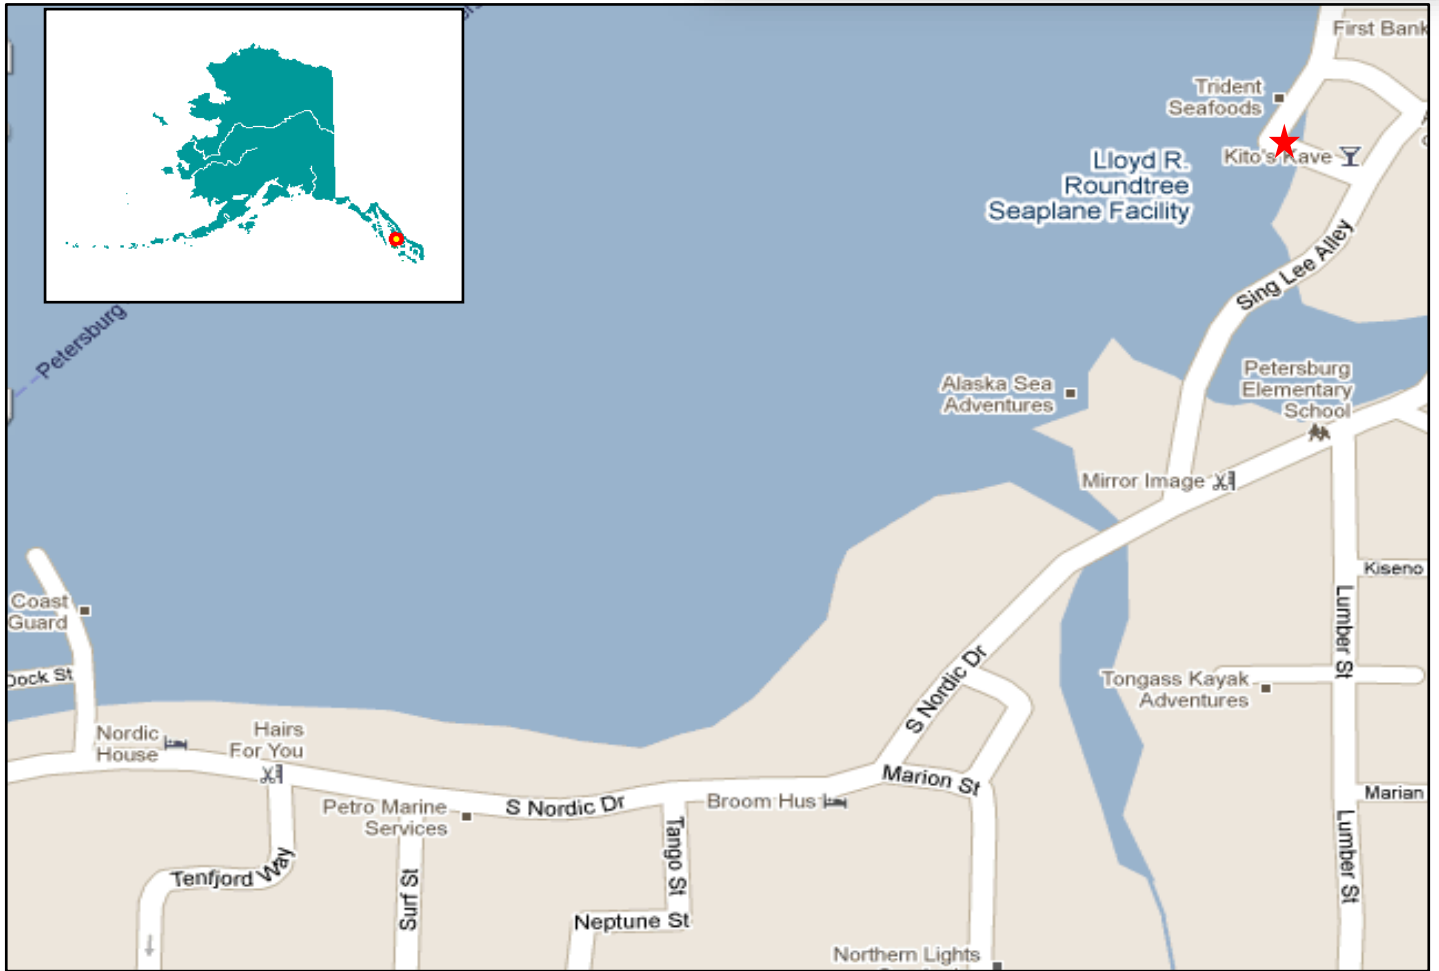 First Bank
Trident
Seafoods
Kito's Kave
Lloyd R.
Roundtree
Seaplane Facility
Sing Lee Alley
Petersburg
Alaska Sea
Adventures
Petersburg
Elementary
School
Mirror Image
Kiseno
Coast
Guard
Lumber St
Dock St
S Nordic Dr
Tongass Kayak
Adventures
Nordic
House
Hairs
For You
Marion St
Marian
Petro Marine
Services
S Nordic Dr
Broom Hus
Tango St
Lumber St
Tenfjord Way
Surf St
Neptune St
Northern Lights